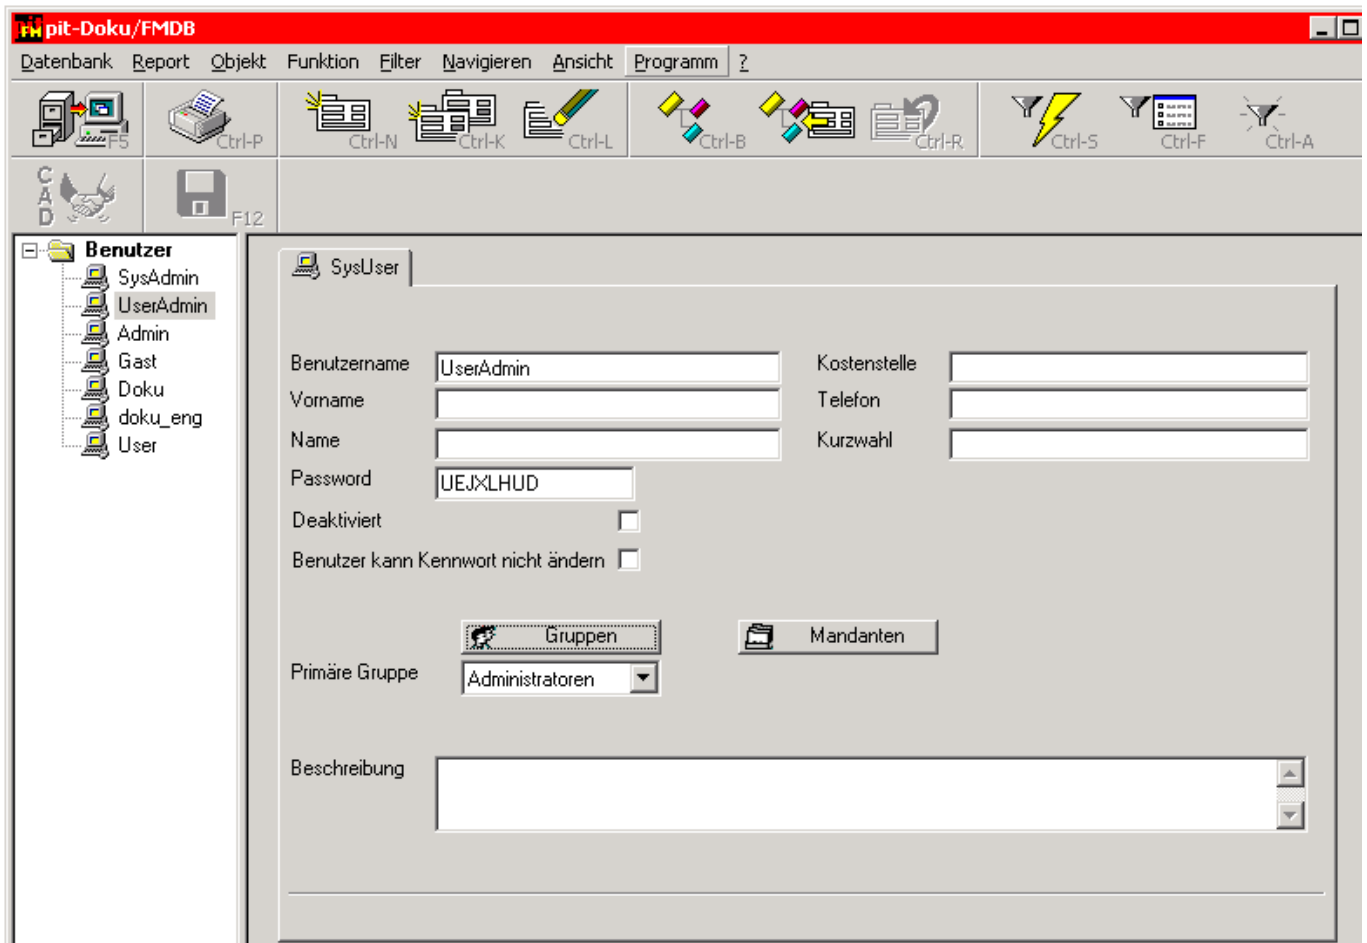 pit-Doku/FMDB
Datenbank Report Objekt Funktion Filter Navigieren Ansicht Programm ?
F5 Ctrl-P Ctrl-N Ctrl-K Ctrl-L Ctrl-B Ctrl-R Ctrl-S Ctrl-F Ctrl-A
CAD F12
Benutzer
SysAdmin
UserAdmin
Admin
Gast
Doku
doku_eng
User
SysUser
Benutzername UserAdmin Kostenstelle
Vorname Telefon
Name Kurzwahl
Password UEJXLHUD
Deaktiviert
Benutzer kann Kennwort nicht ändern
Gruppen Mandanten
Primäre Gruppe Administratoren
Beschreibung